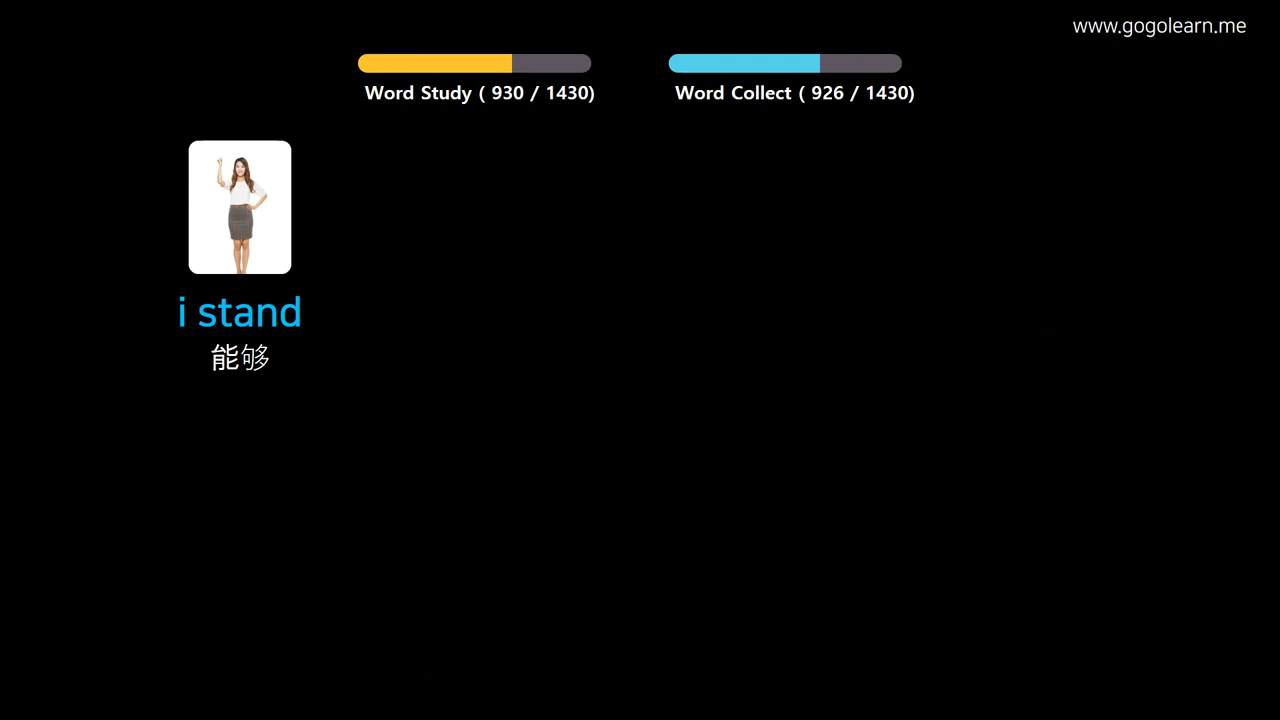 www.gogolearn.me
Word Study ( 930 / 1430)
Word Collect ( 926 / 1430)
i stand
能够